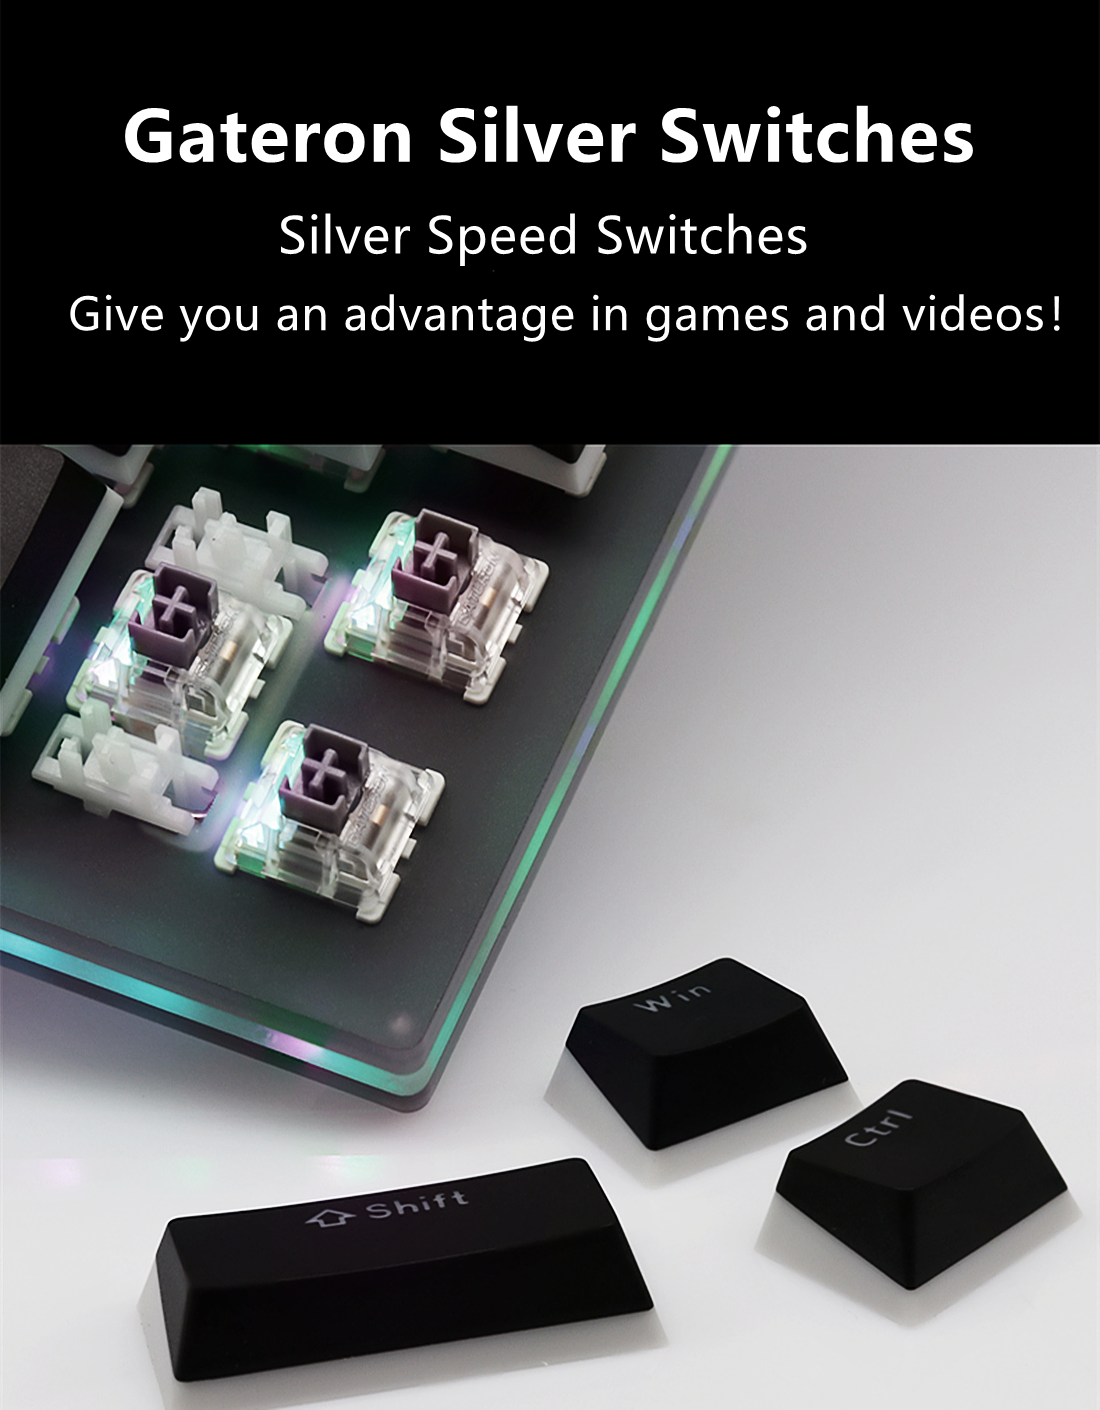 Gateron Silver Switches
Silver Speed Switches
Give you an advantage in games and videos!
Win
Ctrl
Shift